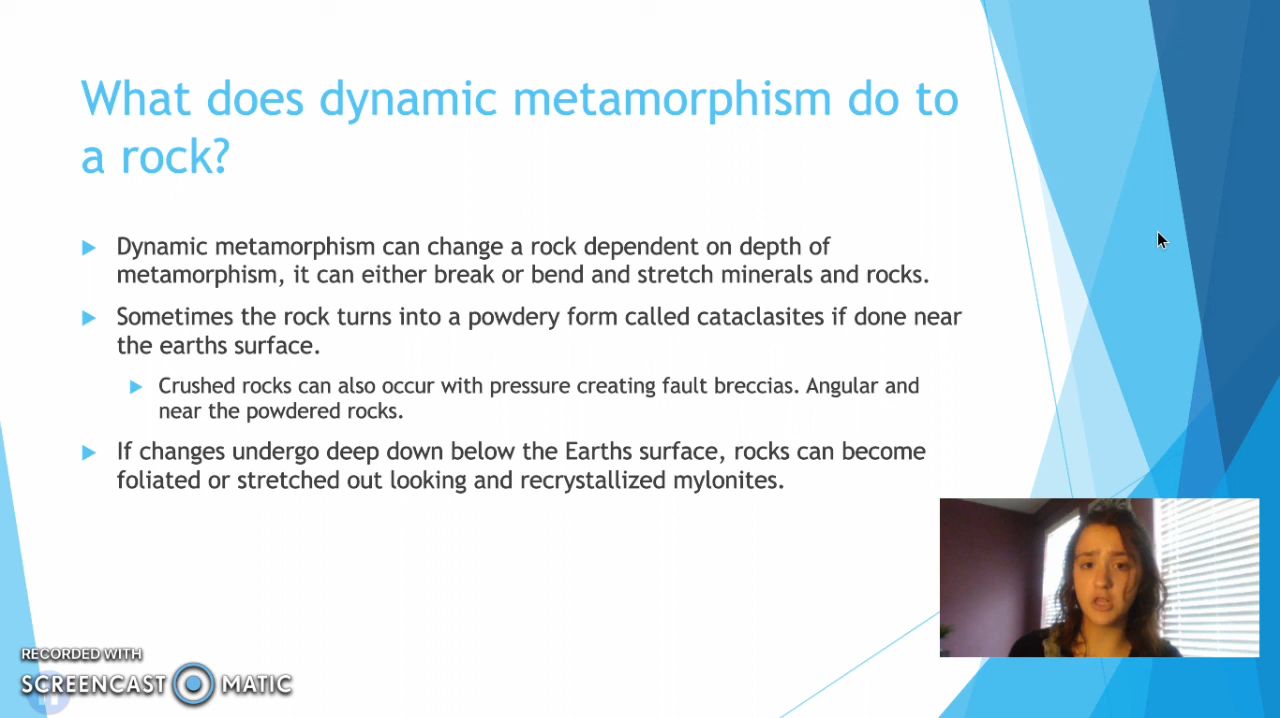 What does dynamic metamorphism do to
a rock?
Dynamic metamorphism can change a rock dependent on depth of
metamorphism, it can either break or bend and stretch minerals and rocks.
Sometimes the rock turns into a powdery form called cataclasites if done near
the earths surface.
Crushed rocks can also occur with pressure creating fault breccias. Angular and
near the powdered rocks.
If changes undergo deep down below the Earths surface, rocks can become
foliated or stretched out looking and recrystallized mylonites.
RECORDED WITH
SCREENCAST MATIC